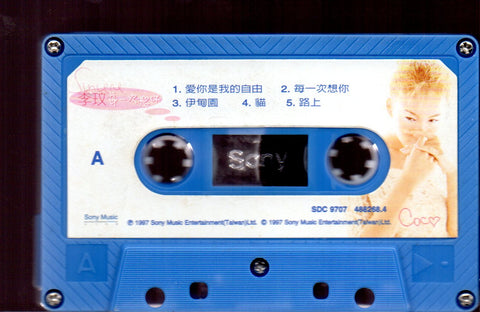 李玟
1. 愛你是我的自由 2. 每一次想你
3. 伊甸園 4. 貓 5. 路上
A
Sony
SDC 9707 488268.4
Coco
Sony Music
℗ 1997 Sony Music Entertainment(Taiwan)Ltd. © 1997 Sony Music Entertainment(Taiwan)Ltd.
A